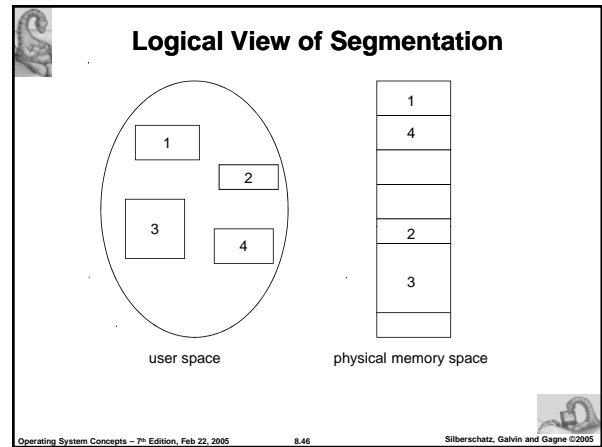 Logical View of Segmentation
1
2
3
4
user space
1
4
2
3
physical memory space
Operating System Concepts – 7th Edition, Feb 22, 2005
8.46
Silberschatz, Galvin and Gagne ©2005